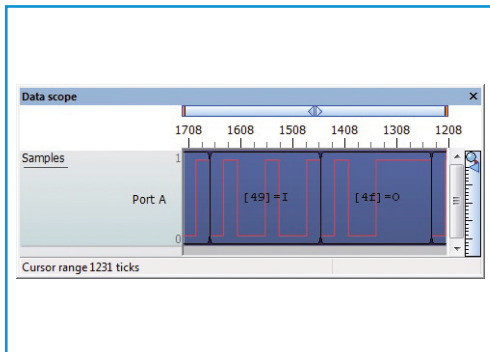 Data scope
1708 1608 1508 1408 1308 1208
Samples
1
Port A
[49]=I [4f]=O
0
Cursor range 1231 ticks